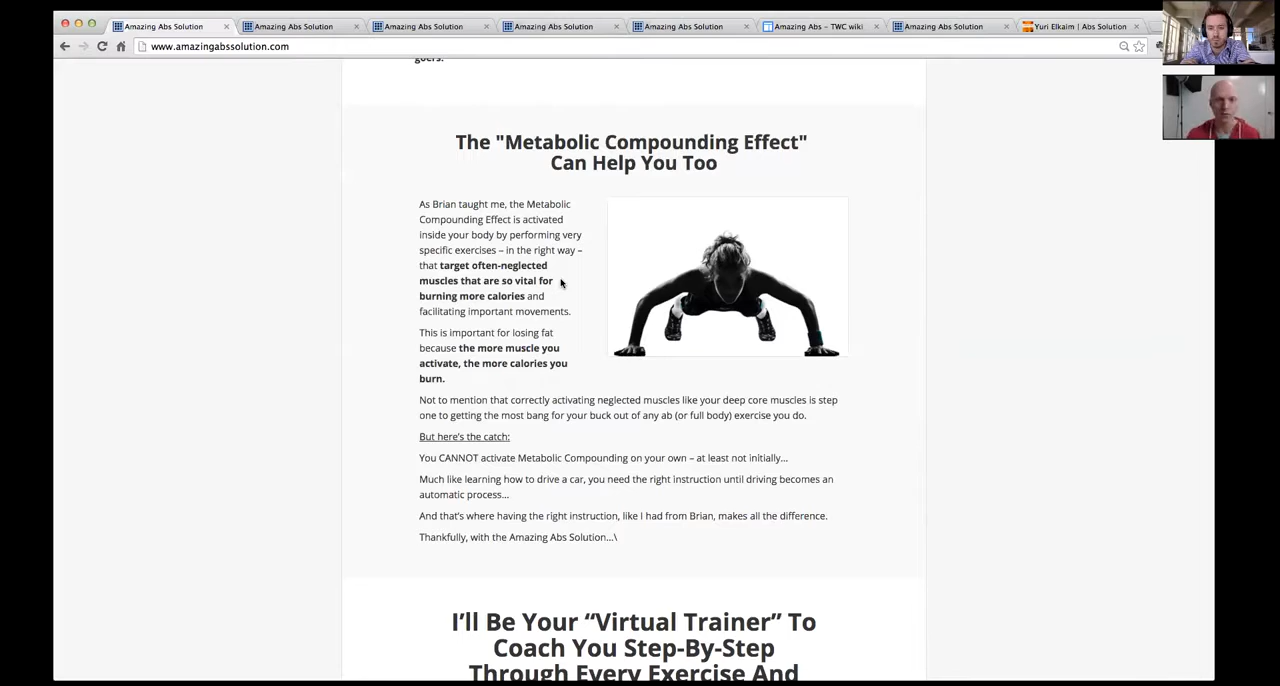 Amazing Abs Solution
Amazing Abs Solution
Amazing Abs Solution
Amazing Abs Solution
Amazing Abs Solution
Amazing Abs – TWC wiki
Amazing Abs Solution
Yuri Elkaim | Abs Solution
www.amazingabssolution.com
goers.
The "Metabolic Compounding Effect"
Can Help You Too
As Brian taught me, the Metabolic
Compounding Effect is activated
inside your body by performing very
specific exercises – in the right way –
that target often-neglected
muscles that are so vital for
burning more calories and
facilitating important movements.
This is important for losing fat
because the more muscle you
activate, the more calories you
burn.
Not to mention that correctly activating neglected muscles like your deep core muscles is step
one to getting the most bang for your buck out of any ab (or full body) exercise you do.
But here's the catch:
You CANNOT activate Metabolic Compounding on your own – at least not initially...
Much like learning how to drive a car, you need the right instruction until driving becomes an
automatic process...
And that's where having the right instruction, like I had from Brian, makes all the difference.
Thankfully, with the Amazing Abs Solution...\
I'll Be Your “Virtual Trainer” To
Coach You Step-By-Step
Through Every Exercise And